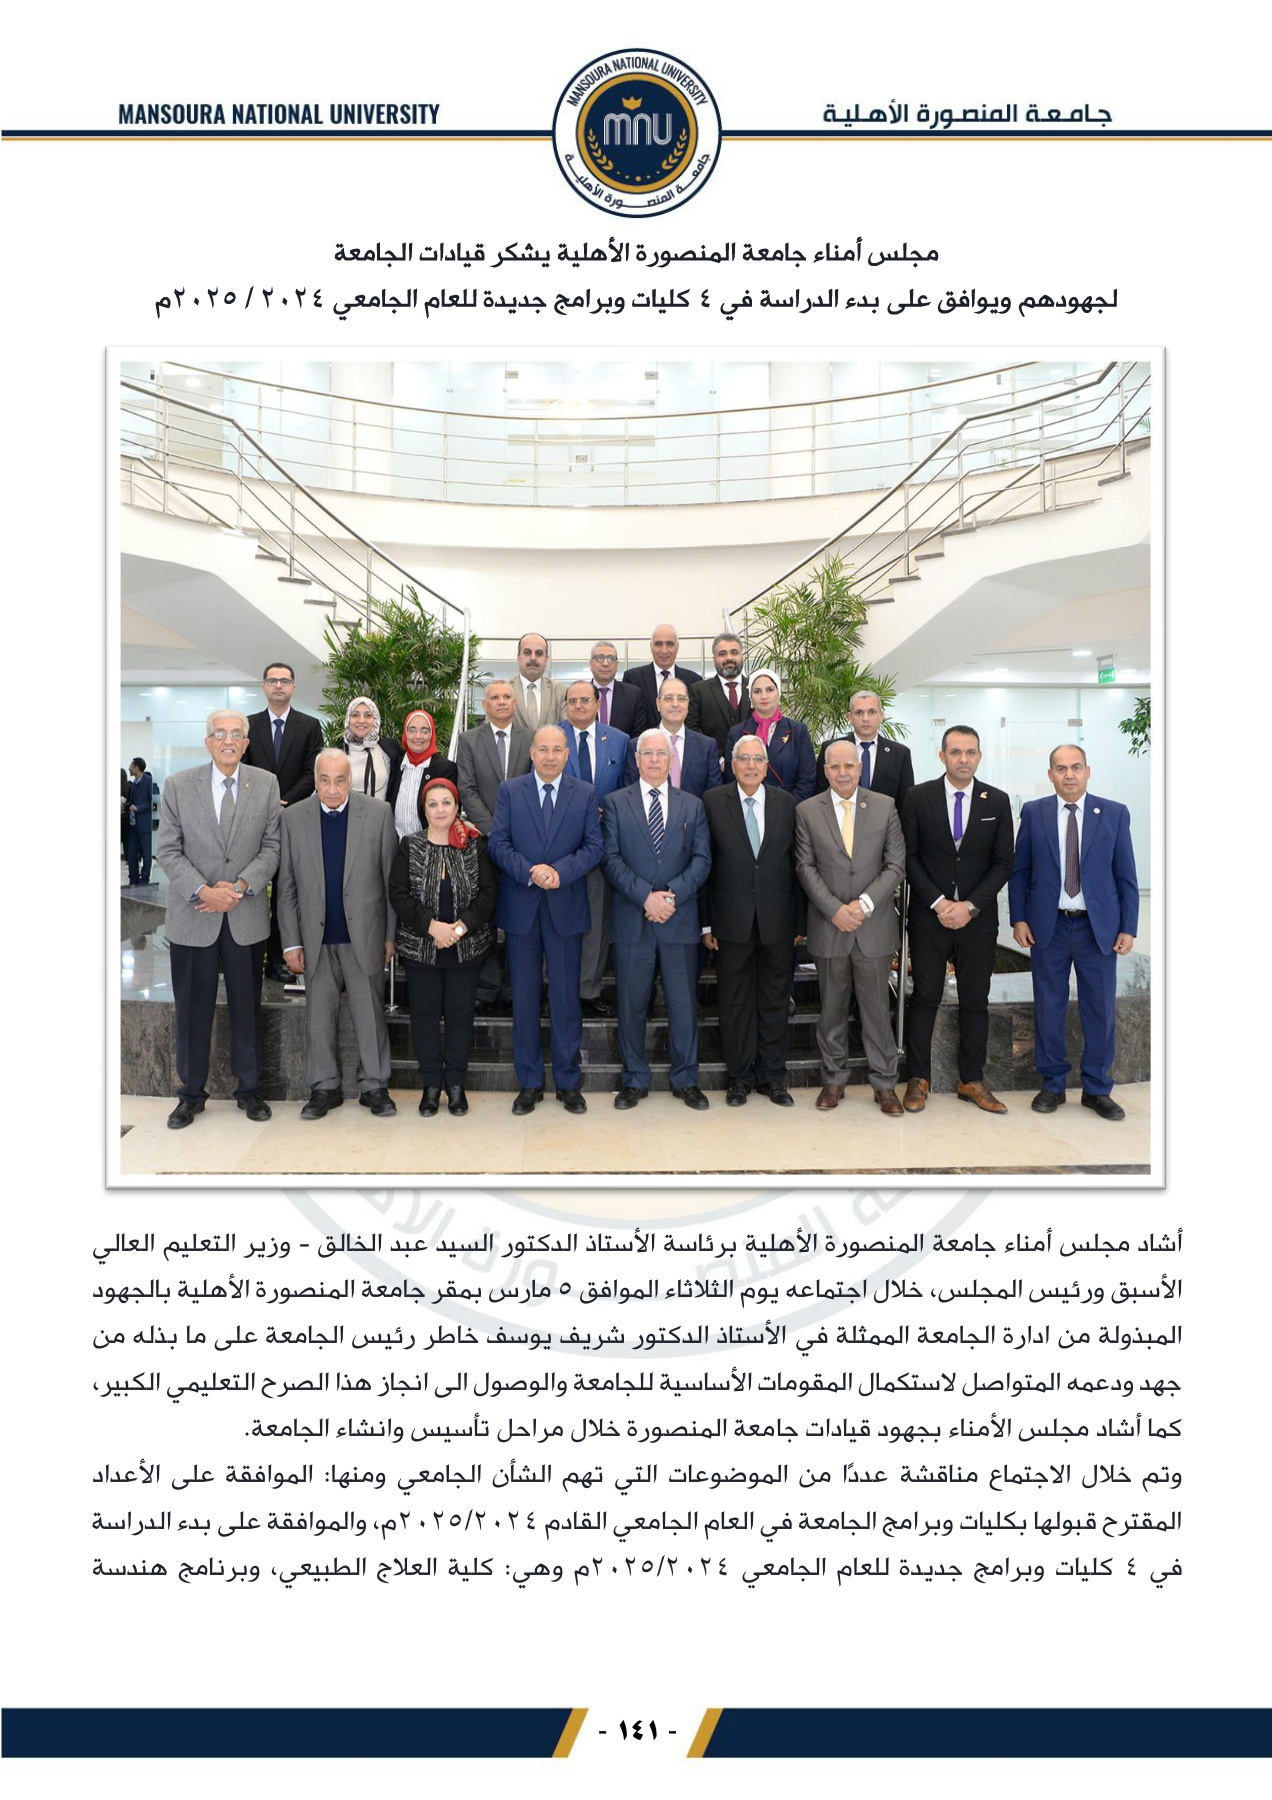 MANSOURA NATIONAL UNIVERSITY
جامعة المنصورة الأهلية
MANSOURA NATIONAL UNIVERSITY
mnu
جامعة المنصورة الأهلية
مجلس أمناء جامعة المنصورة الأهلية يشكر قيادات الجامعة
لجهودهم ويوافق على بدء الدراسة في ٤ كليات وبرامج جديدة للعام الجامعي ٢٠٢٤ / ٢٠٢٥م
أشاد مجلس أمناء جامعة المنصورة الأهلية برئاسة الأستاذ الدكتور السيد عبد الخالق - وزير التعليم العالي
الأسبق ورئيس المجلس، خلال اجتماعه يوم الثلاثاء الموافق ٥ مارس بمقر جامعة المنصورة الأهلية بالجهود
المبذولة من ادارة الجامعة الممثلة في الأستاذ الدكتور شريف يوسف خاطر رئيس الجامعة على ما بذله من
جهد ودعمه المتواصل لاستكمال المقومات الأساسية للجامعة والوصول الى انجاز هذا الصرح التعليمي الكبير،
كما أشاد مجلس الأمناء بجهود قيادات جامعة المنصورة خلال مراحل تأسيس وانشاء الجامعة.
وتم خلال الاجتماع مناقشة عددًا من الموضوعات التي تهم الشأن الجامعي ومنها: الموافقة على الأعداد
المقترح قبولها بكليات وبرامج الجامعة في العام الجامعي القادم ٢٠٢٥/٢٠٢٤م، والموافقة على بدء الدراسة
في ٤ كليات وبرامج جديدة للعام الجامعي ٢٠٢٥/٢٠٢٤م وهي: كلية العلاج الطبيعي، وبرنامج هندسة
- ١٤١ -